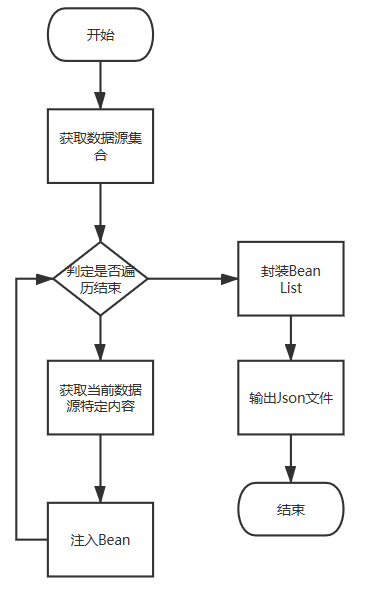 开始
获取数据源集
合
判定是否遍
历结束
封装Bean
List
获取当前数据
源特定内容
输出Json文件
注入Bean
结束